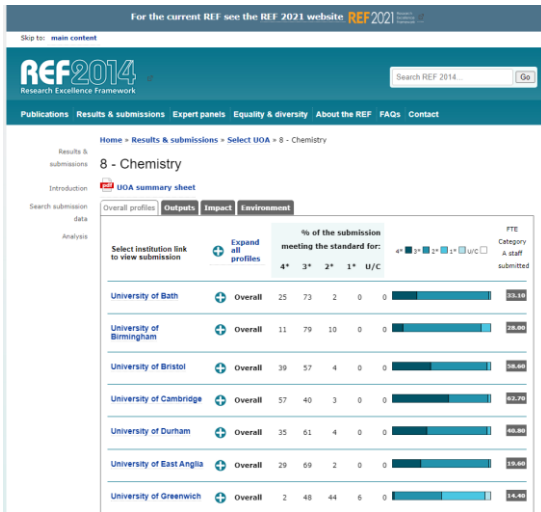 For the current REF see the REF 2021 website REF2021
Skip to: main content
REF2014
Research Excellence Framework
Search REF 2014... Go
Publications Results & submissions Expert panels Equality & diversity About the REF FAQs Contact
Results & submissions
Introduction
Search submission data
Analysis
Home » Results & submissions » Select UOA » 8 - Chemistry
8 - Chemistry
pdf UOA summary sheet
Overall profiles Outputs Impact Environment
Select institution link
to view submission
Expand
all
profiles
% of the submission
meeting the standard for:
4* 3* 2* 1* U/C
4* 3* 2* 1* U/C
FTE
Category
A staff
submitted
University of Bath Overall 25 73 2 0 0 33.10
University of
Birmingham Overall 11 79 10 0 0 28.00
University of Bristol Overall 39 57 4 0 0 58.60
University of Cambridge Overall 57 40 3 0 0 62.70
University of Durham Overall 35 61 4 0 0 40.80
University of East Anglia Overall 29 69 2 0 0 19.60
University of Greenwich Overall 2 48 44 6 0 14.40